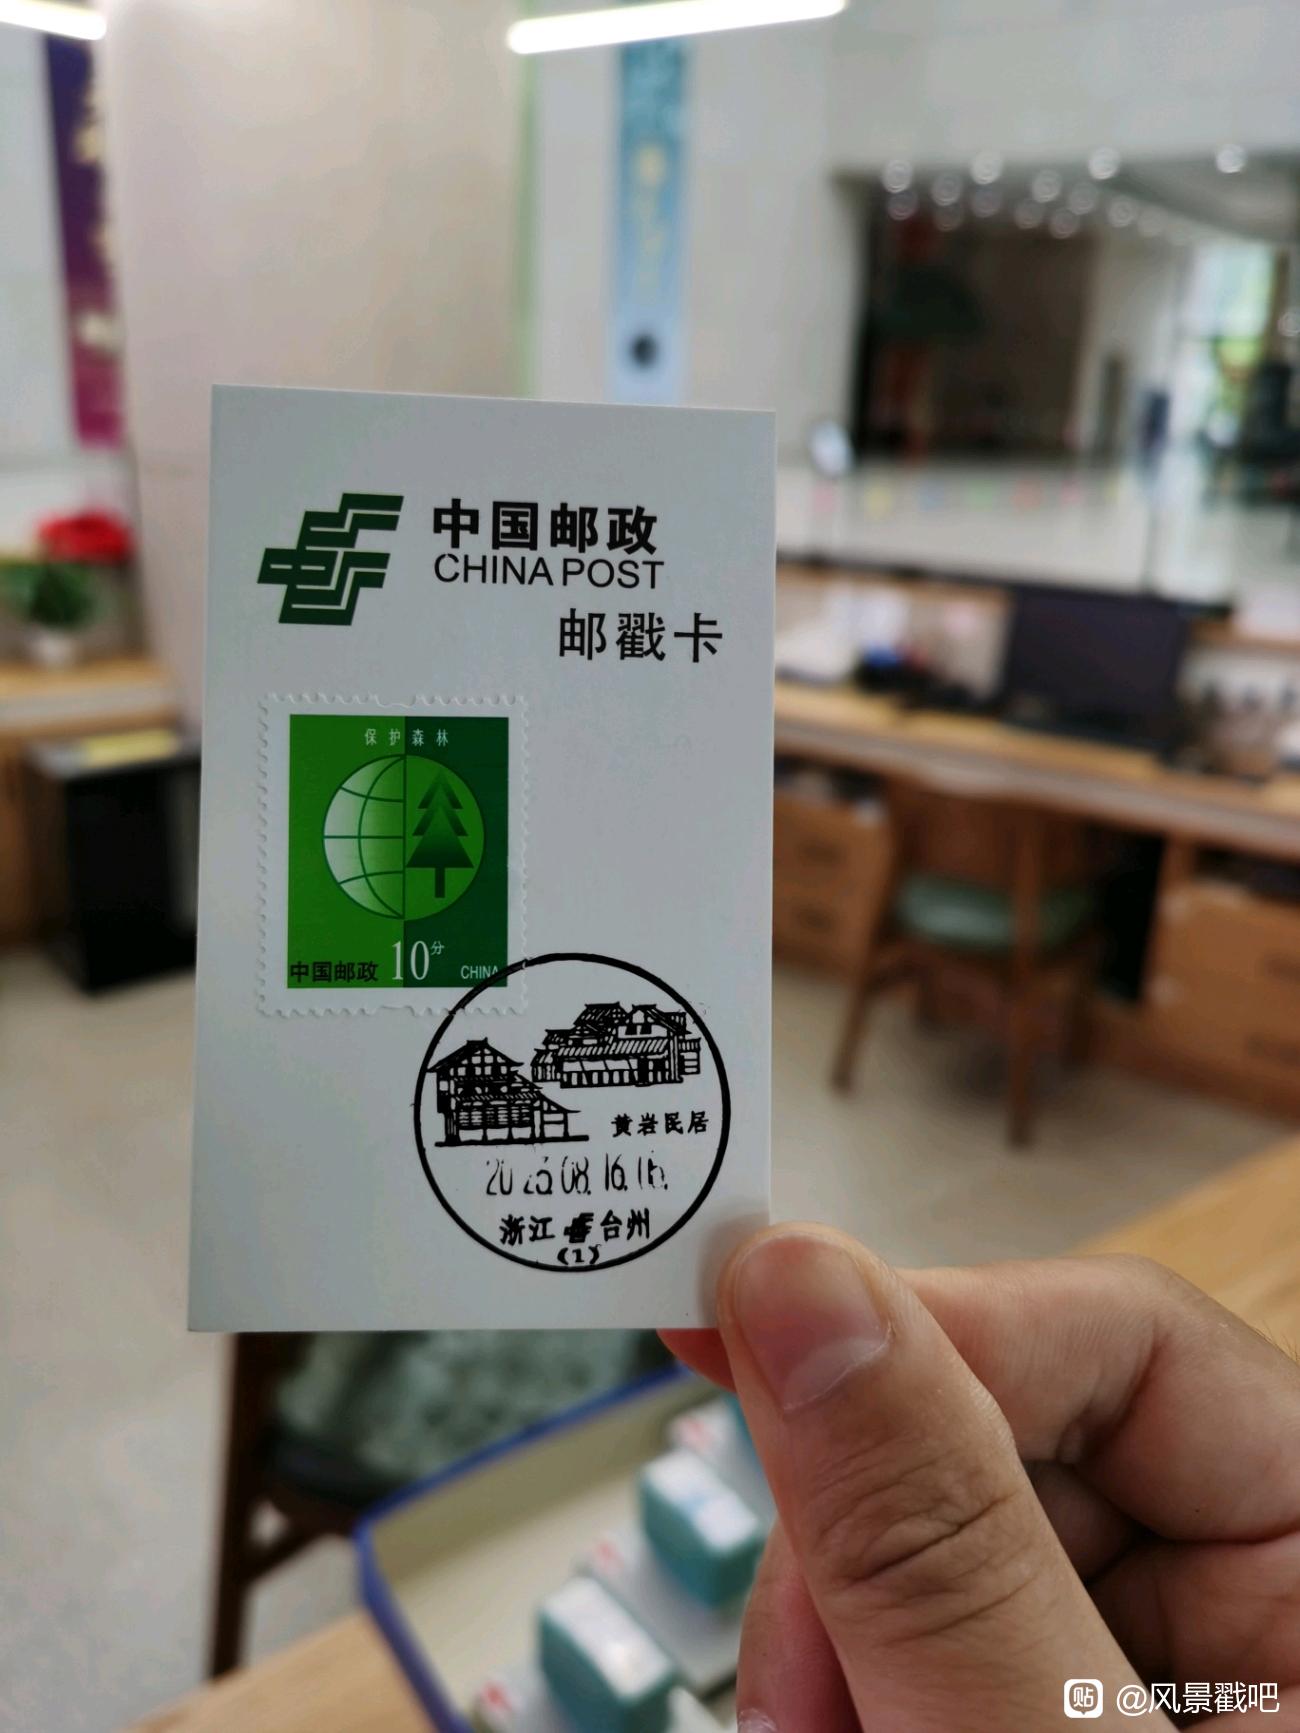 中国邮政
CHINA POST
邮戳卡
保护森林
中国邮政 10分 CHINA
黄岩民居
浙江 台州
(1)
贴 @风景戳吧